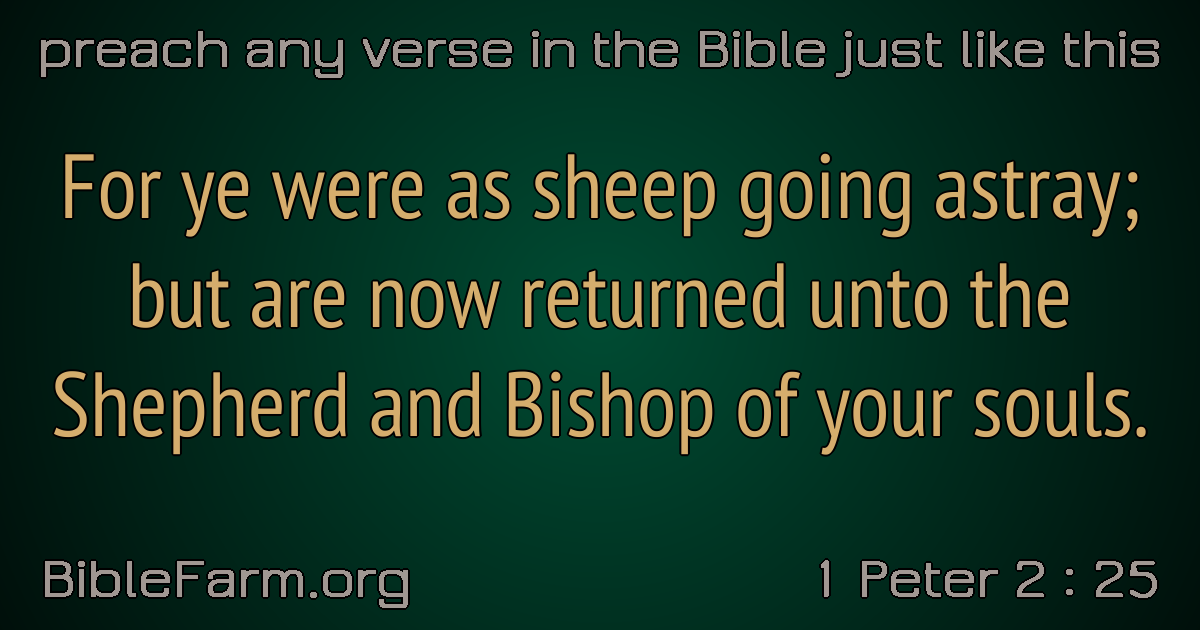 preach any verse in the Bible just like this
For ye were as sheep going astray;
but are now returned unto the
Shepherd and Bishop of your souls.
BibleFarm.org
1 Peter 2 : 25